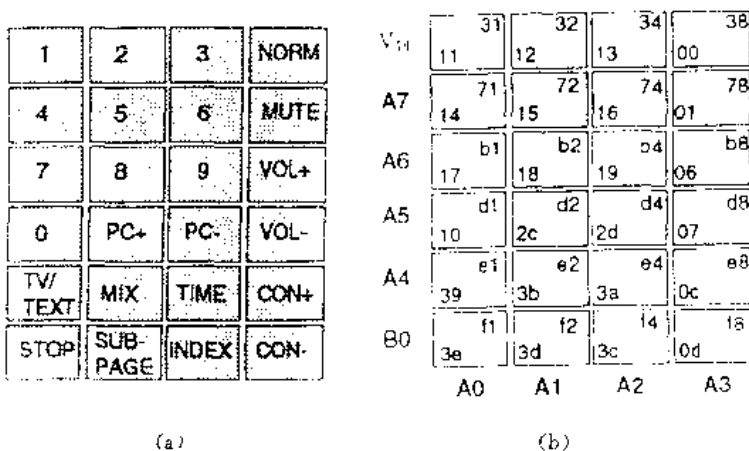 1 2 3 NORM
4 5 6 MUTE
7 8 9 VOL+
0 PC+ PC- VOL-
TV/TEXT MIX TIME CON+
STOP SUB-PAGE INDEX CON-
(a)
31 32 34 38
11 12 13 00
71 72 74 78
A7 14 15 16 01
b1 b2 b4 b8
A6 17 18 19 06
d1 d2 d4 d8
A5 10 2c 2d 07
e1 e2 e4 e8
A4 39 3b 3a 0c
f1 f2 f4 f8
B0 3e 3d 3c 0d
A0 A1 A2 A3
(b)